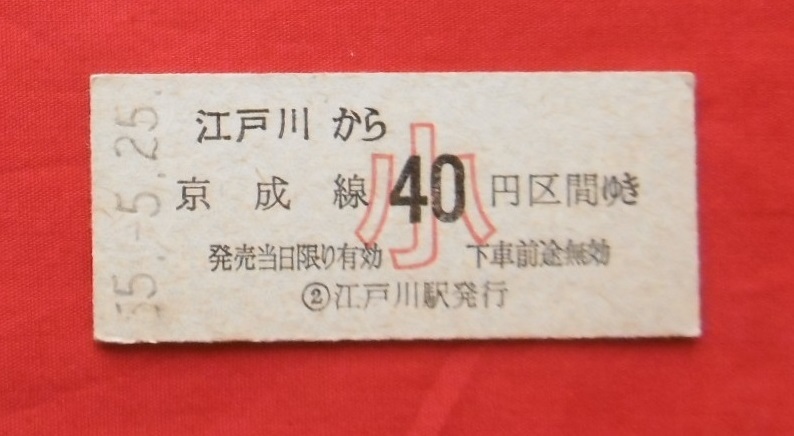 江戸川 から
京成線 40 円区間ゆき
小
発売当日限り有効 下車前途無効
②江戸川駅発行
55.-5.25.